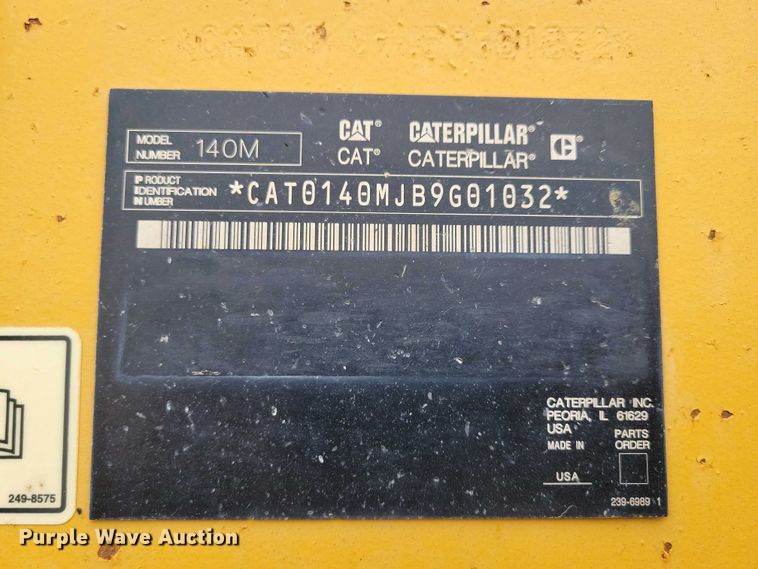 MODEL NUMBER 140M
CAT® CATERPILLAR® C
CAT® CATERPILLAR®
PRODUCT
IDENTIFICATION
NUMBER
*CAT0140MJB9G01032*
CATERPILLAR INC.
PEORIA, IL 61629
USA
MADE IN
USA
PARTS
ORDER
239-6989 1
249-8575
Purple Wave Auction